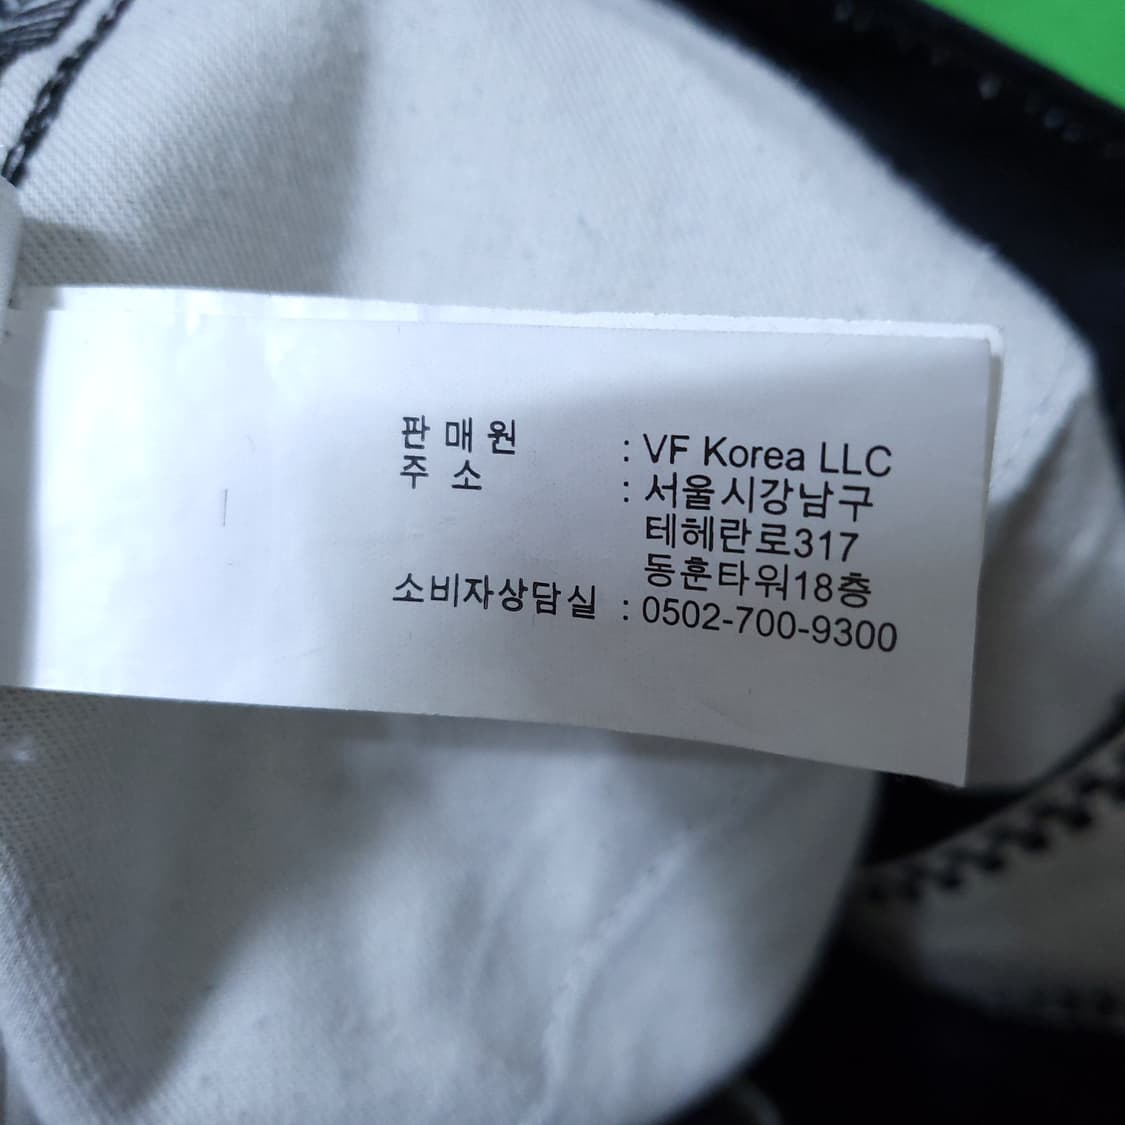 판 매 원 : VF Korea LLC
주 소 : 서울시강남구
테헤란로317
동훈타워18층
소비자상담실 : 0502-700-9300